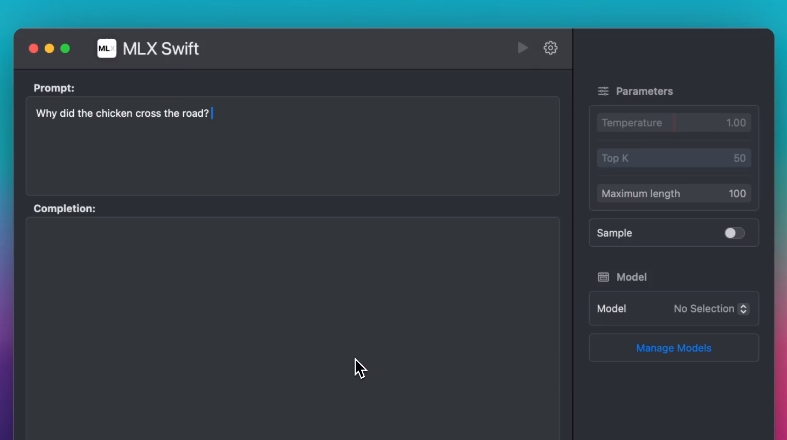 MLX MLX Swift
Prompt:
Why did the chicken cross the road?
Completion:
Parameters
Temperature 1.00
Top K 50
Maximum length 100
Sample
Model
Model No Selection
Manage Models